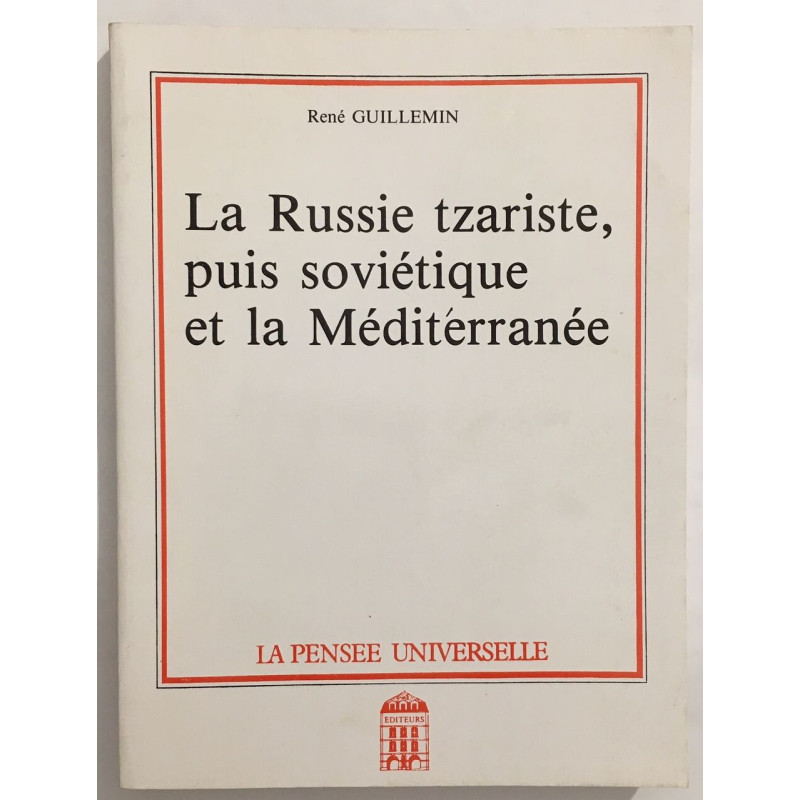 René GUILLEMIN
La Russie tzariste,
puis soviétique
et la Méditerranée
LA PENSEE UNIVERSELLE
EDITEURS